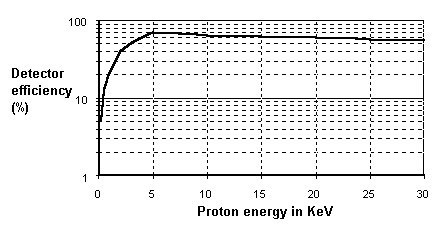 100
Detector
efficiency
(%)
10
1
0 5 10 15 20 25 30
Proton energy in KeV